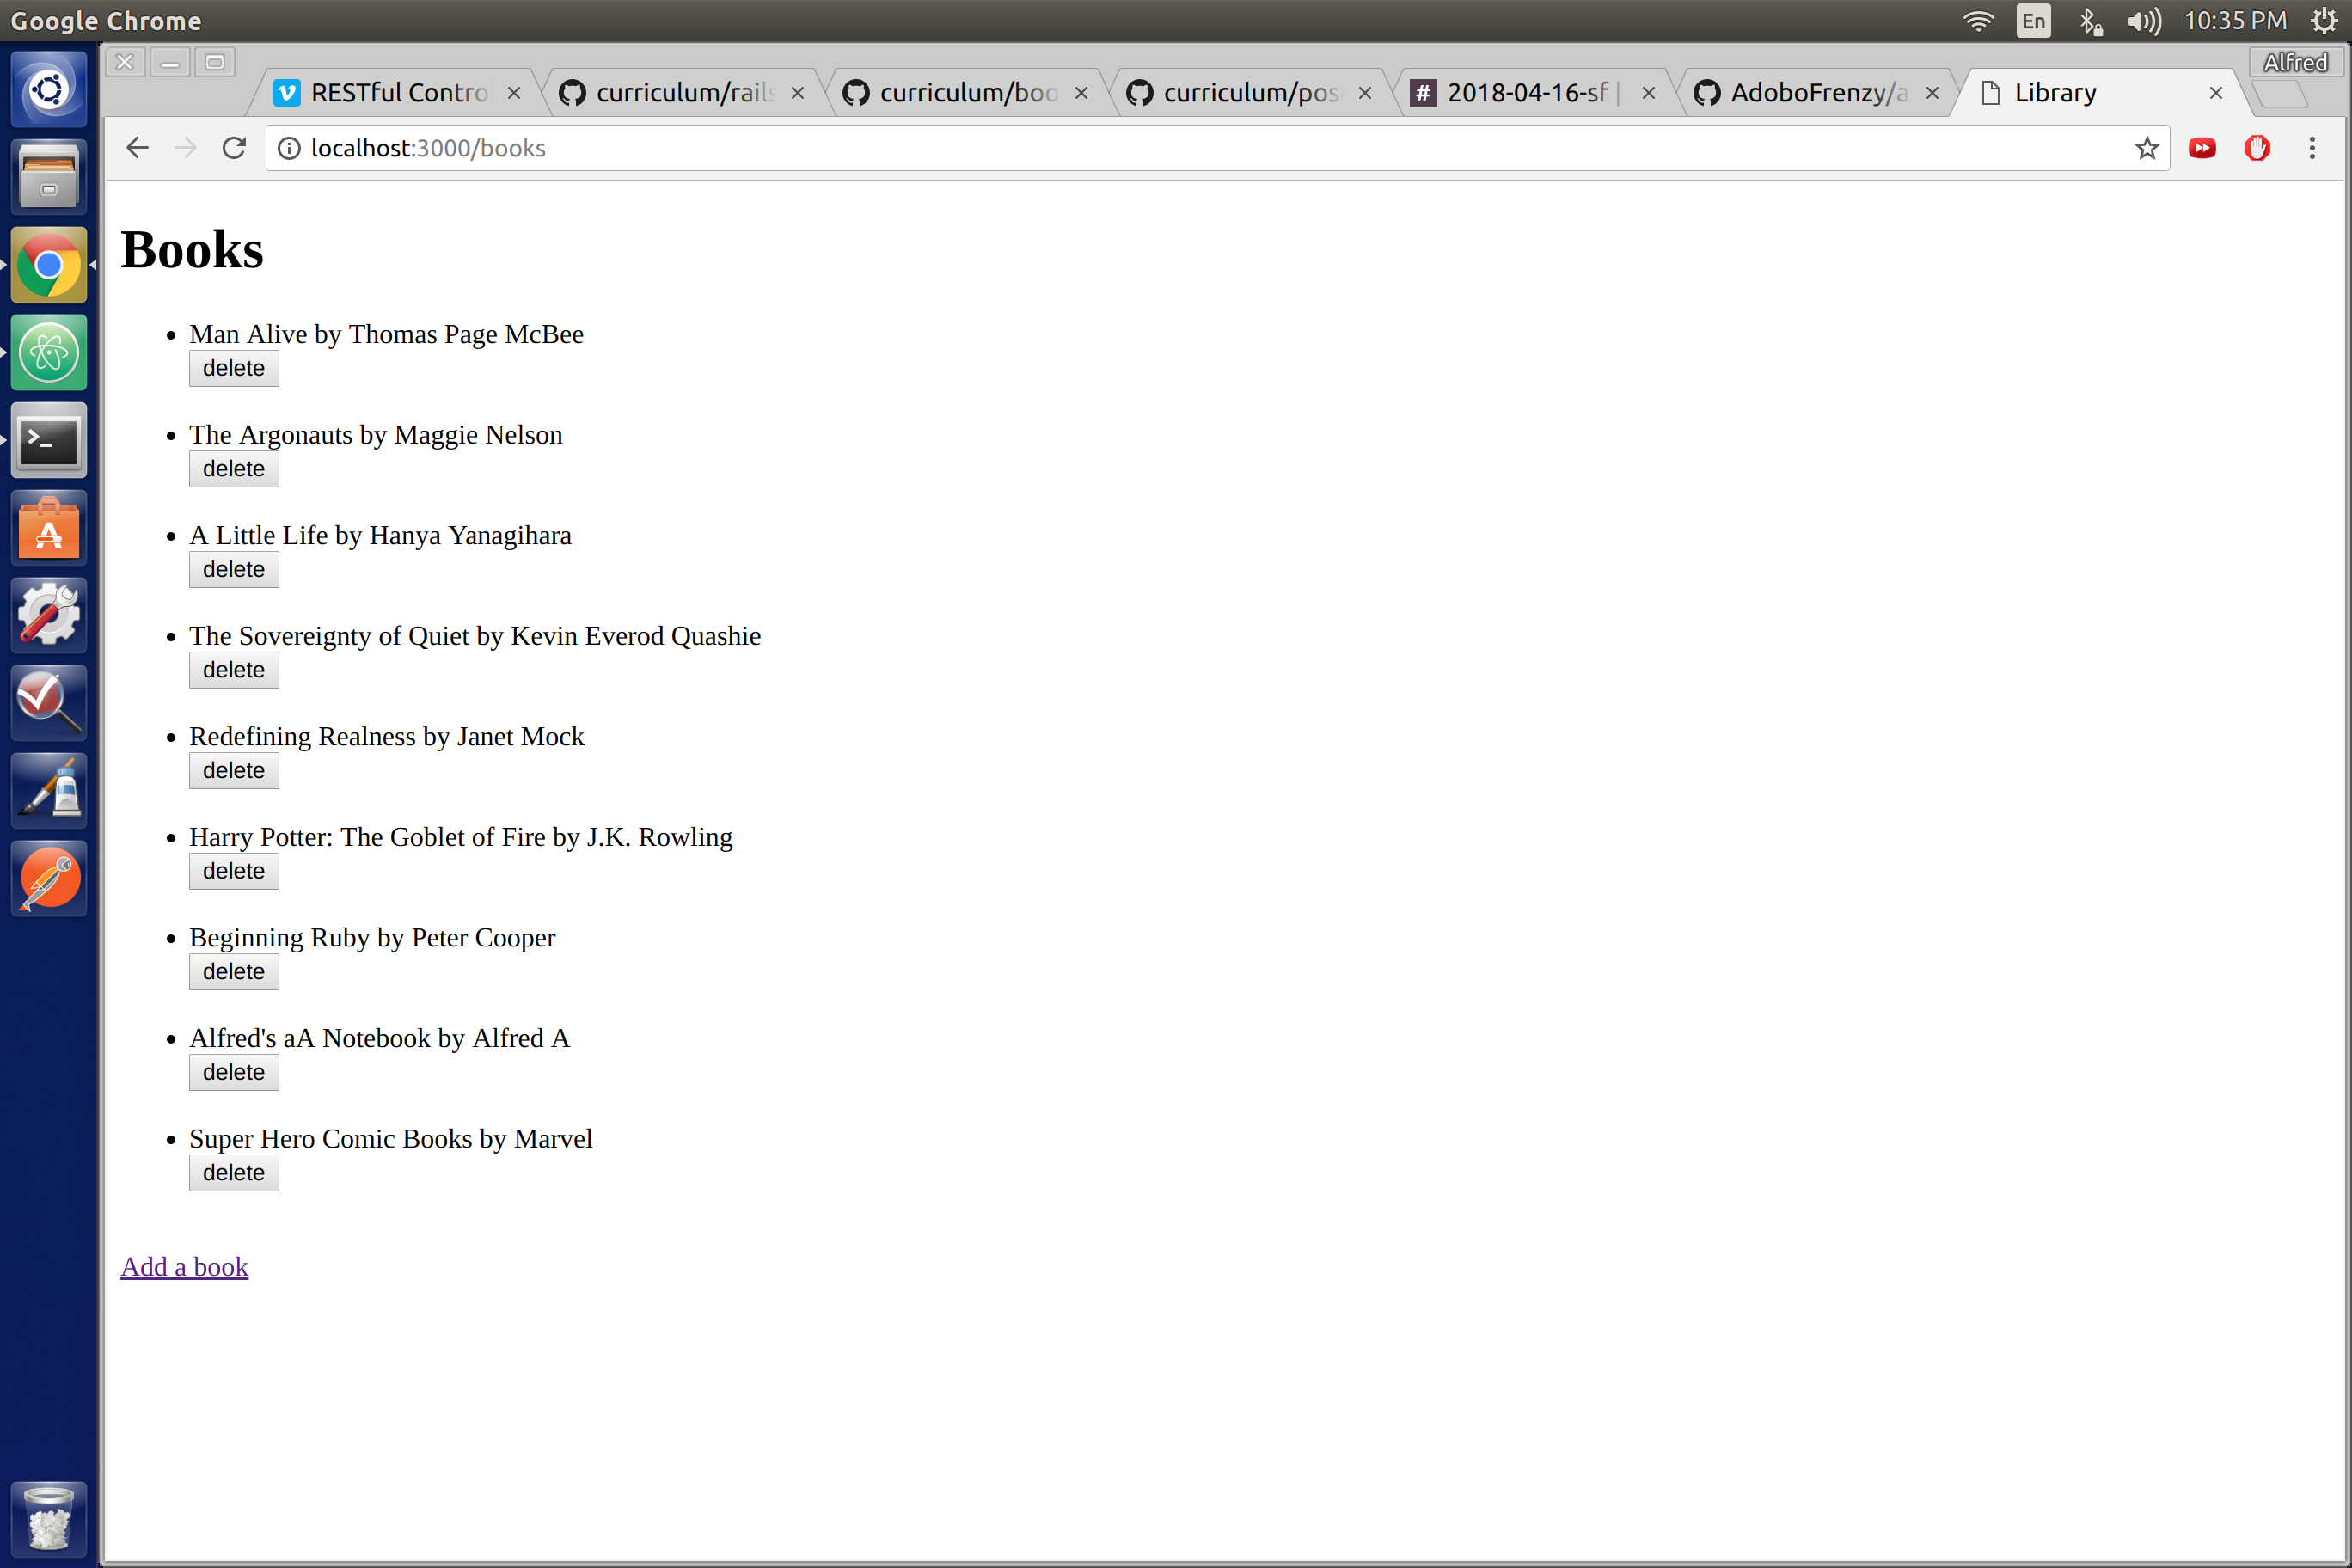 Google Chrome
En
10:35 PM
Alfred
RESTful Contro
curriculum/rails
curriculum/boo
curriculum/pos
# 2018-04-16-sf |
AdoboFrenzy/a
Library
localhost:3000/books
Books
Man Alive by Thomas Page McBee
delete
The Argonauts by Maggie Nelson
delete
A Little Life by Hanya Yanagihara
delete
The Sovereignty of Quiet by Kevin Everod Quashie
delete
Redefining Realness by Janet Mock
delete
Harry Potter: The Goblet of Fire by J.K. Rowling
delete
Beginning Ruby by Peter Cooper
delete
Alfred's aA Notebook by Alfred A
delete
Super Hero Comic Books by Marvel
delete
Add a book